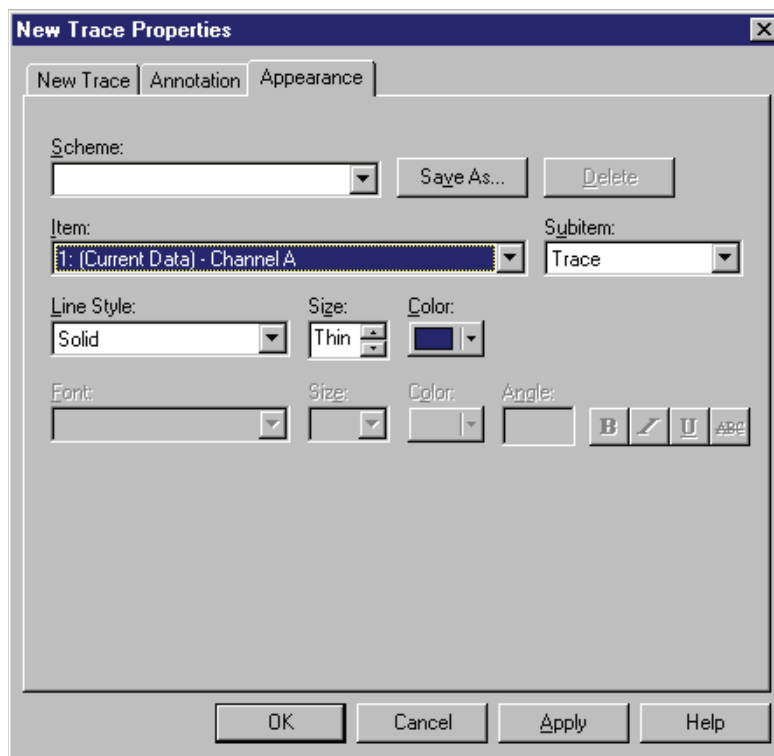 New Trace Properties
New Trace Annotation Appearance
Scheme:
Save As... Delete
Item: Subitem:
1: (Current Data) - Channel A Trace
Line Style: Size: Color:
Solid Thin
Font: Size: Color: Angle:
B I U ABC
OK Cancel Apply Help